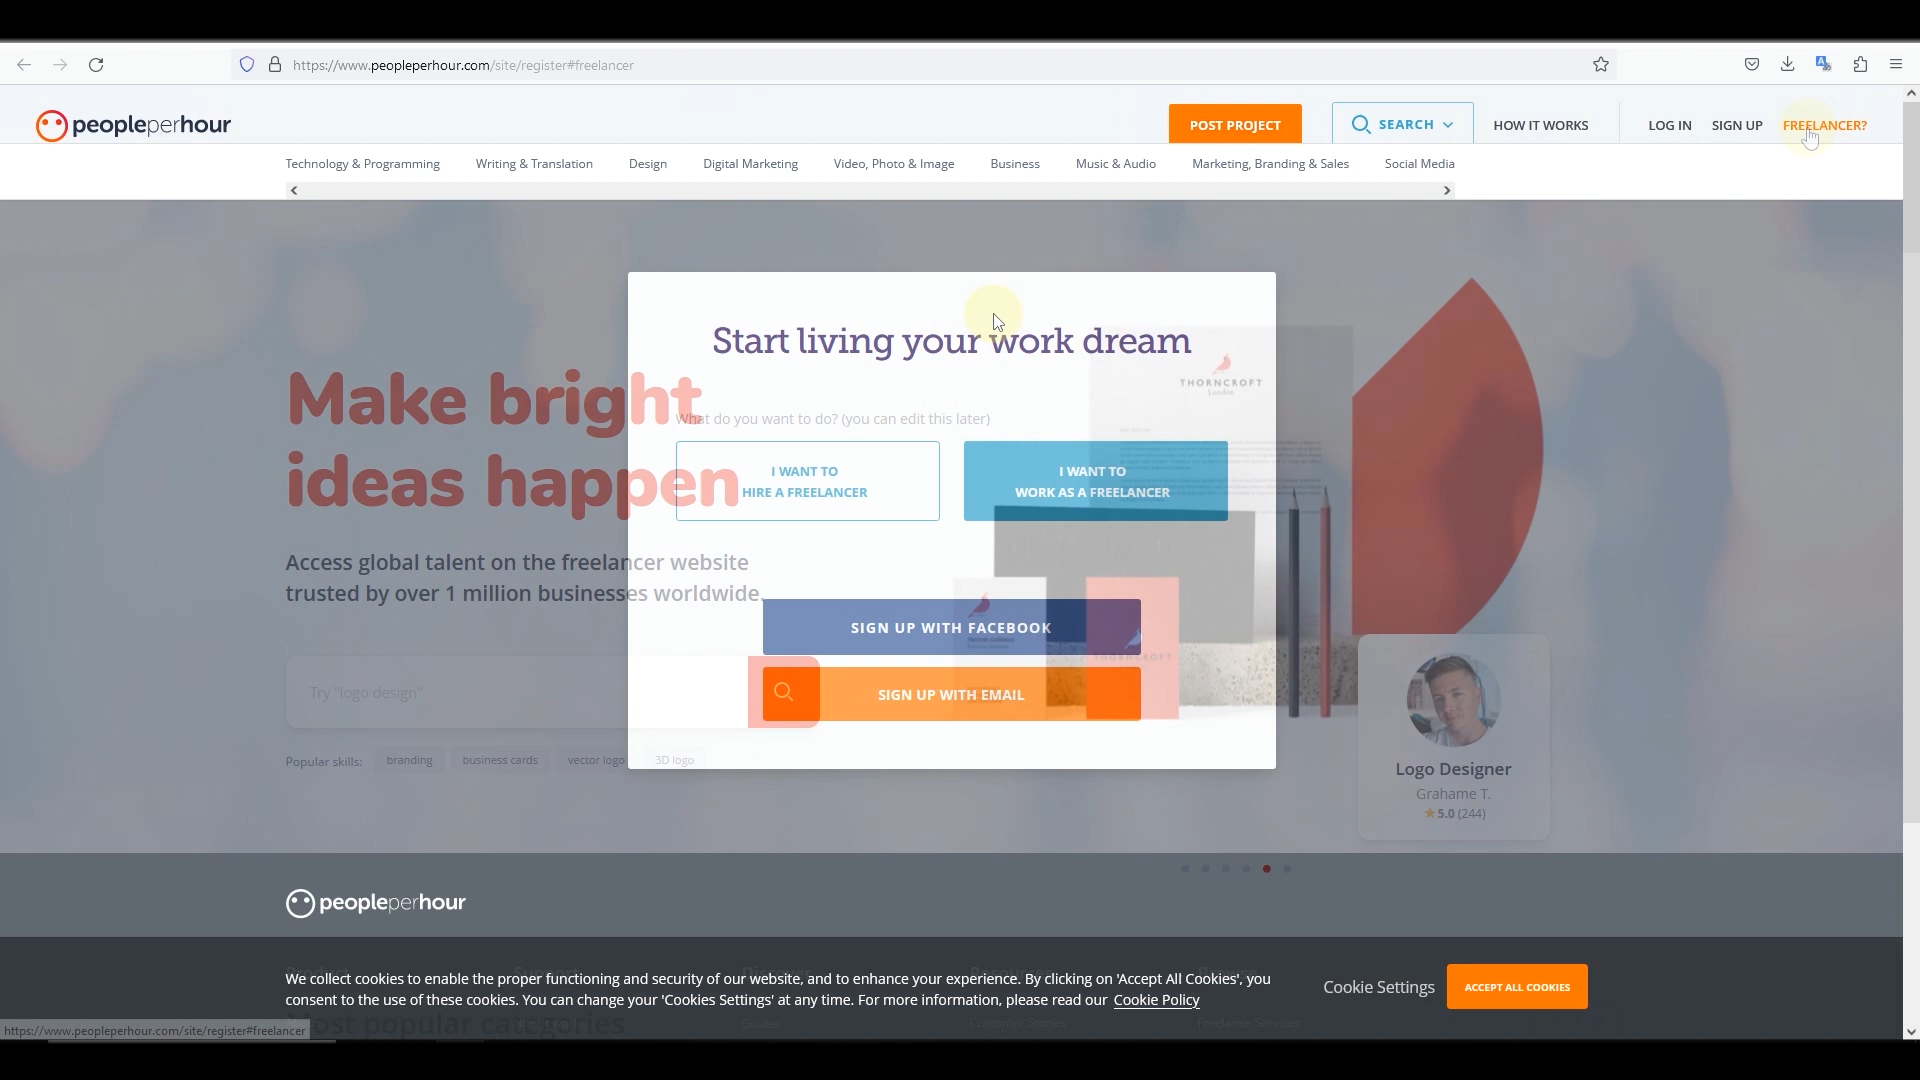 https://www.peopleperhour.com/site/register#freelancer
peopleperhour
POST PROJECT
SEARCH
HOW IT WORKS
LOG IN
SIGN UP
FREELANCER?
Technology & Programming
Writing & Translation
Design
Digital Marketing
Video, Photo & Image
Business
Music & Audio
Marketing, Branding & Sales
Social Media
Start living your work dream
What do you want to do? (you can edit this later)
I WANT TO
HIRE A FREELANCER
I WANT TO
WORK AS A FREELANCER
SIGN UP WITH FACEBOOK
SIGN UP WITH EMAIL
Make bright
ideas happen
Access global talent on the freelancer website
trusted by over 1 million businesses worldwide.
Try "logo design"
Popular skills:
branding
business cards
vector logo
3D logo
THORNCROFT
London
THORNCROFT
Logo Designer
Grahame T.
5.0 (244)
peopleperhour
We collect cookies to enable the proper functioning and security of our website, and to enhance your experience. By clicking on 'Accept All Cookies', you
consent to the use of these cookies. You can change your 'Cookies Settings' at any time. For more information, please read our Cookie Policy
Cookie Settings
ACCEPT ALL COOKIES
Most popular categories
Guides
Customer Stories
Freelance Services
https://www.peopleperhour.com/site/register#freelancer